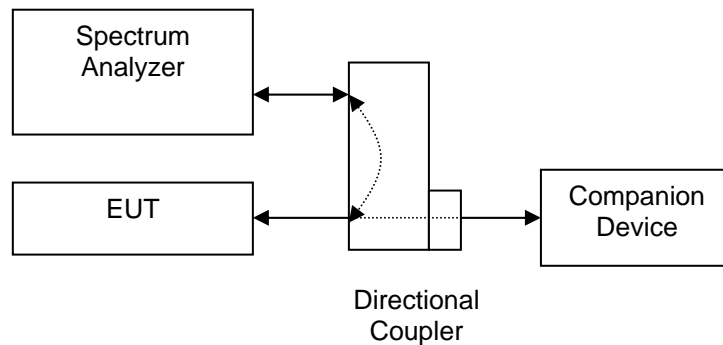 Spectrum
Analyzer
EUT
Companion
Device
Directional
Coupler